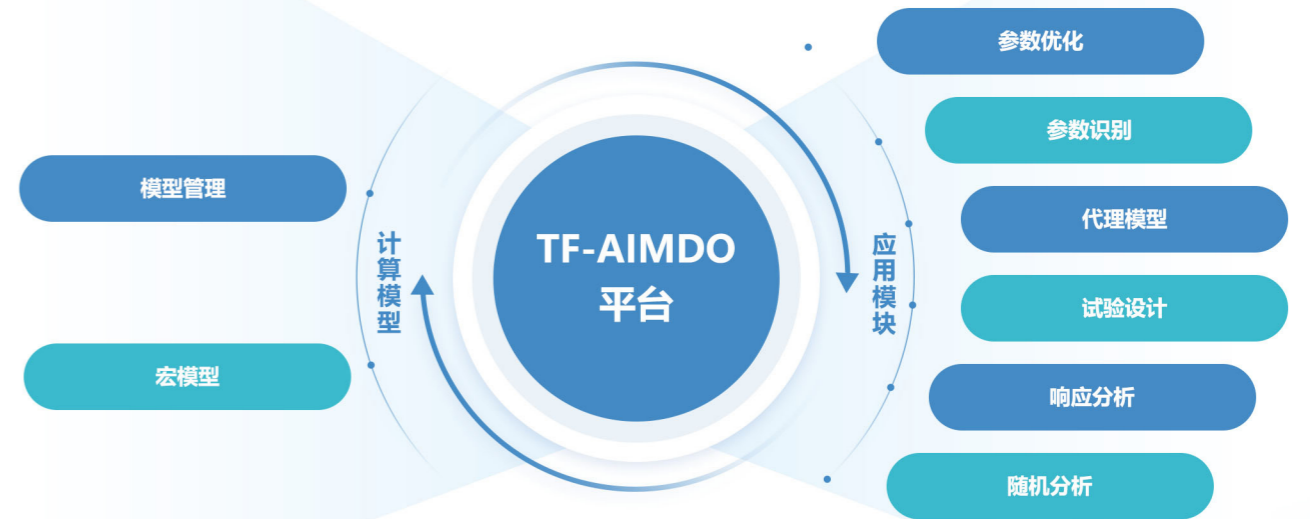 模型管理
宏模型
计算模型
TF-AIMDO
平台
应用模块
参数优化
参数识别
代理模型
试验设计
响应分析
随机分析